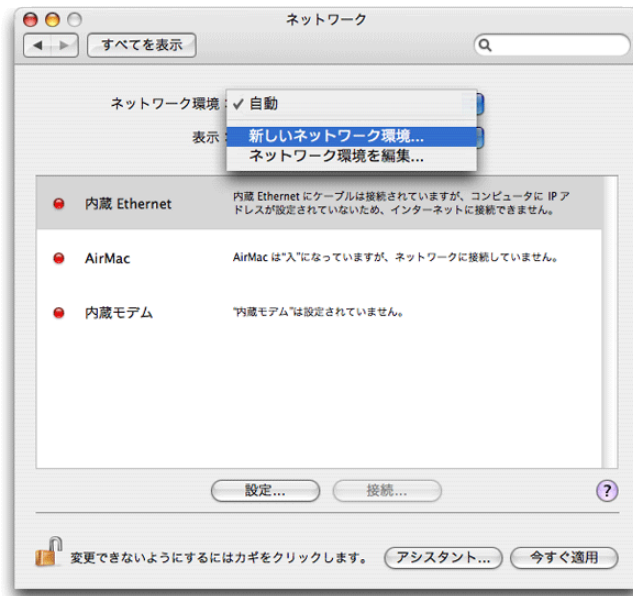 ネットワーク
すべてを表示
ネットワーク環境：
✓ 自動
新しいネットワーク環境...
ネットワーク環境を編集...
表示：
内蔵 Ethernet
内蔵 Ethernet にケーブルは接続されていますが、コンピュータに IP ア
ドレスが設定されていないため、インターネットに接続できません。
AirMac
AirMac は“入”になっていますが、ネットワークに接続していません。
内蔵モデム
“内蔵モデム”は設定されていません。
設定...
接続...
?
変更できないようにするにはカギをクリックします。
アシスタント...
今すぐ適用